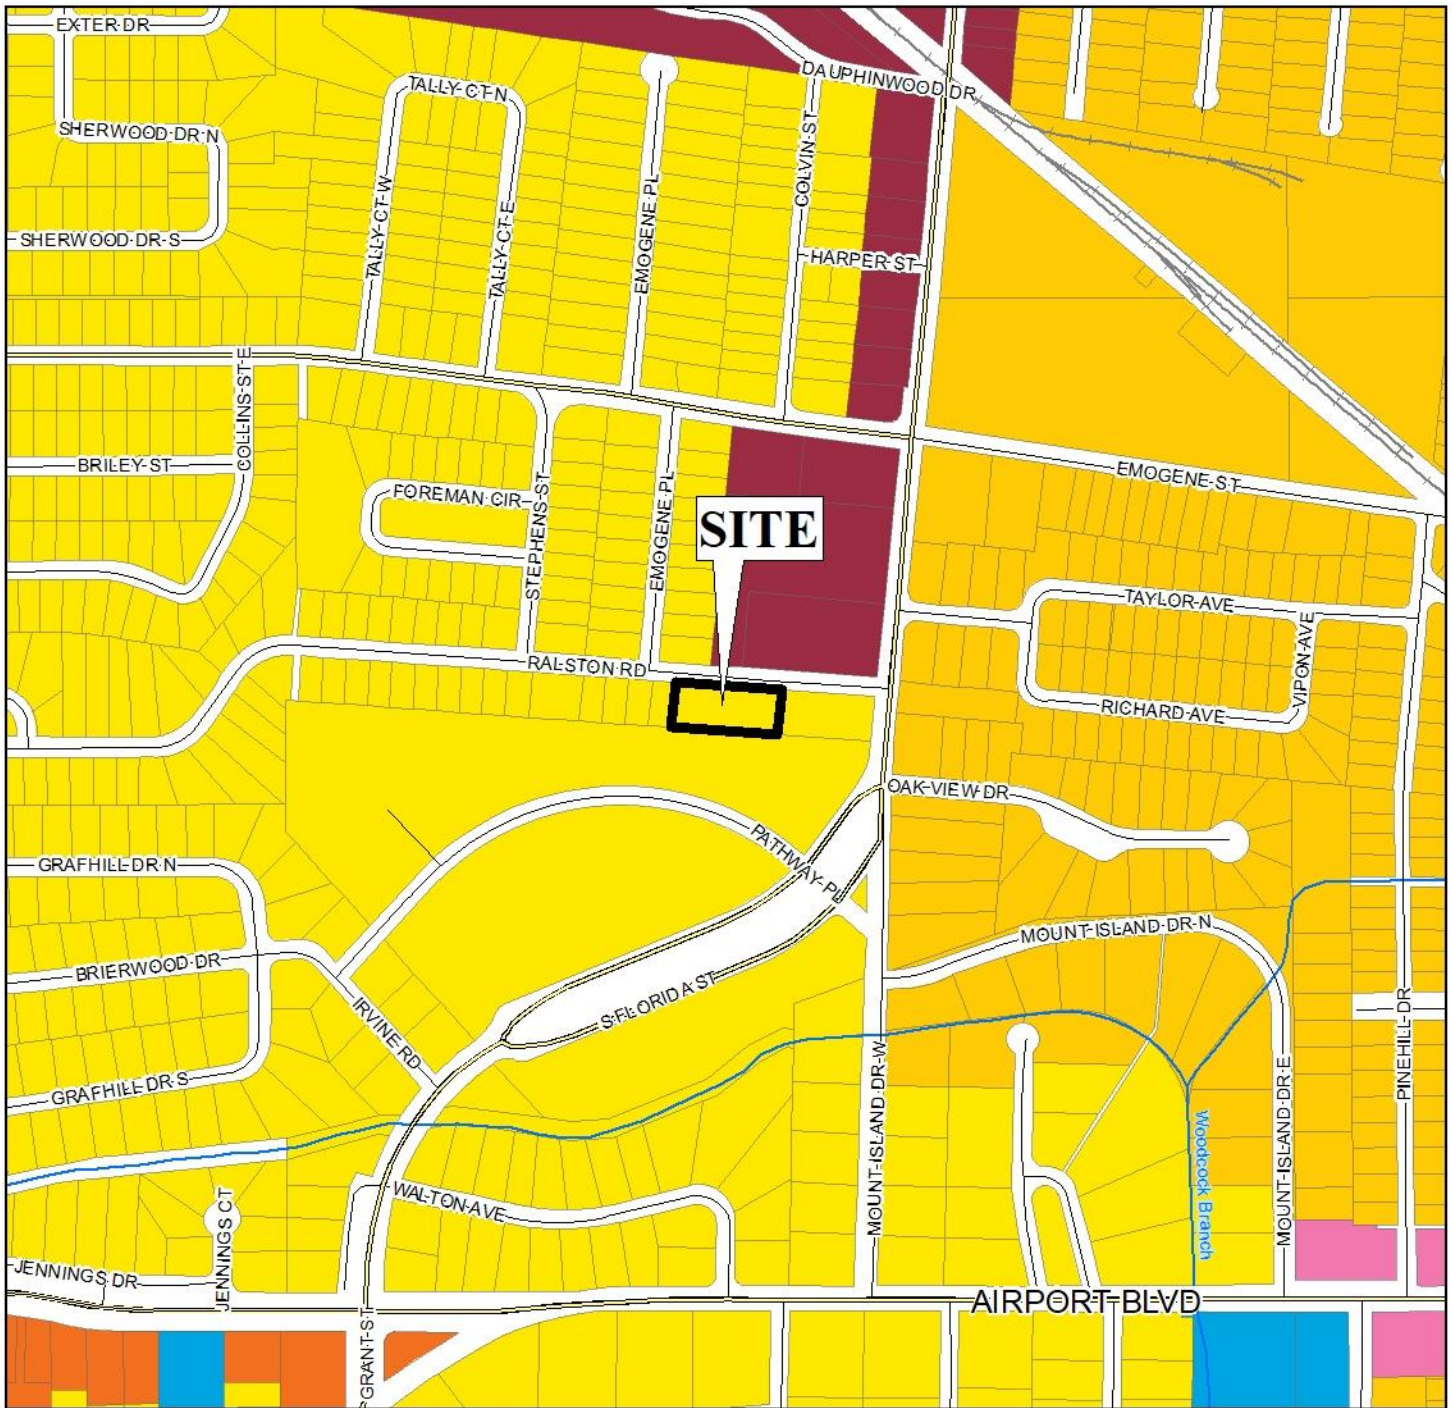 EXTER DR
TALLY CT N
DAUPHINWOOD DR
SHERWOOD DR N
COLVIN ST
TALLY CT W
TALLY CT E
EMOGENE PL
SHERWOOD DR S
HARPER ST
COLLINS ST E
BRILEY ST
FOREMAN CIR
STEPHENS ST
EMOGENE PL
EMOGENE ST
SITE
TAYLOR AVE
VIPON AVE
RALSTON RD
RICHARD AVE
OAK VIEW DR
PATHWAY PL
GRAFHILL DR N
MOUNT ISLAND DR N
BRIERWOOD DR
IRVINE RD
S FLORIDA ST
PINEHILL DR
GRAFHILL DR S
MOUNT ISLAND DR W
MOUNT ISLAND DR E
Woodcock Branch
WALTON AVE
JENNINGS CT
JENNINGS DR
AIRPORT BLVD
GRANT ST